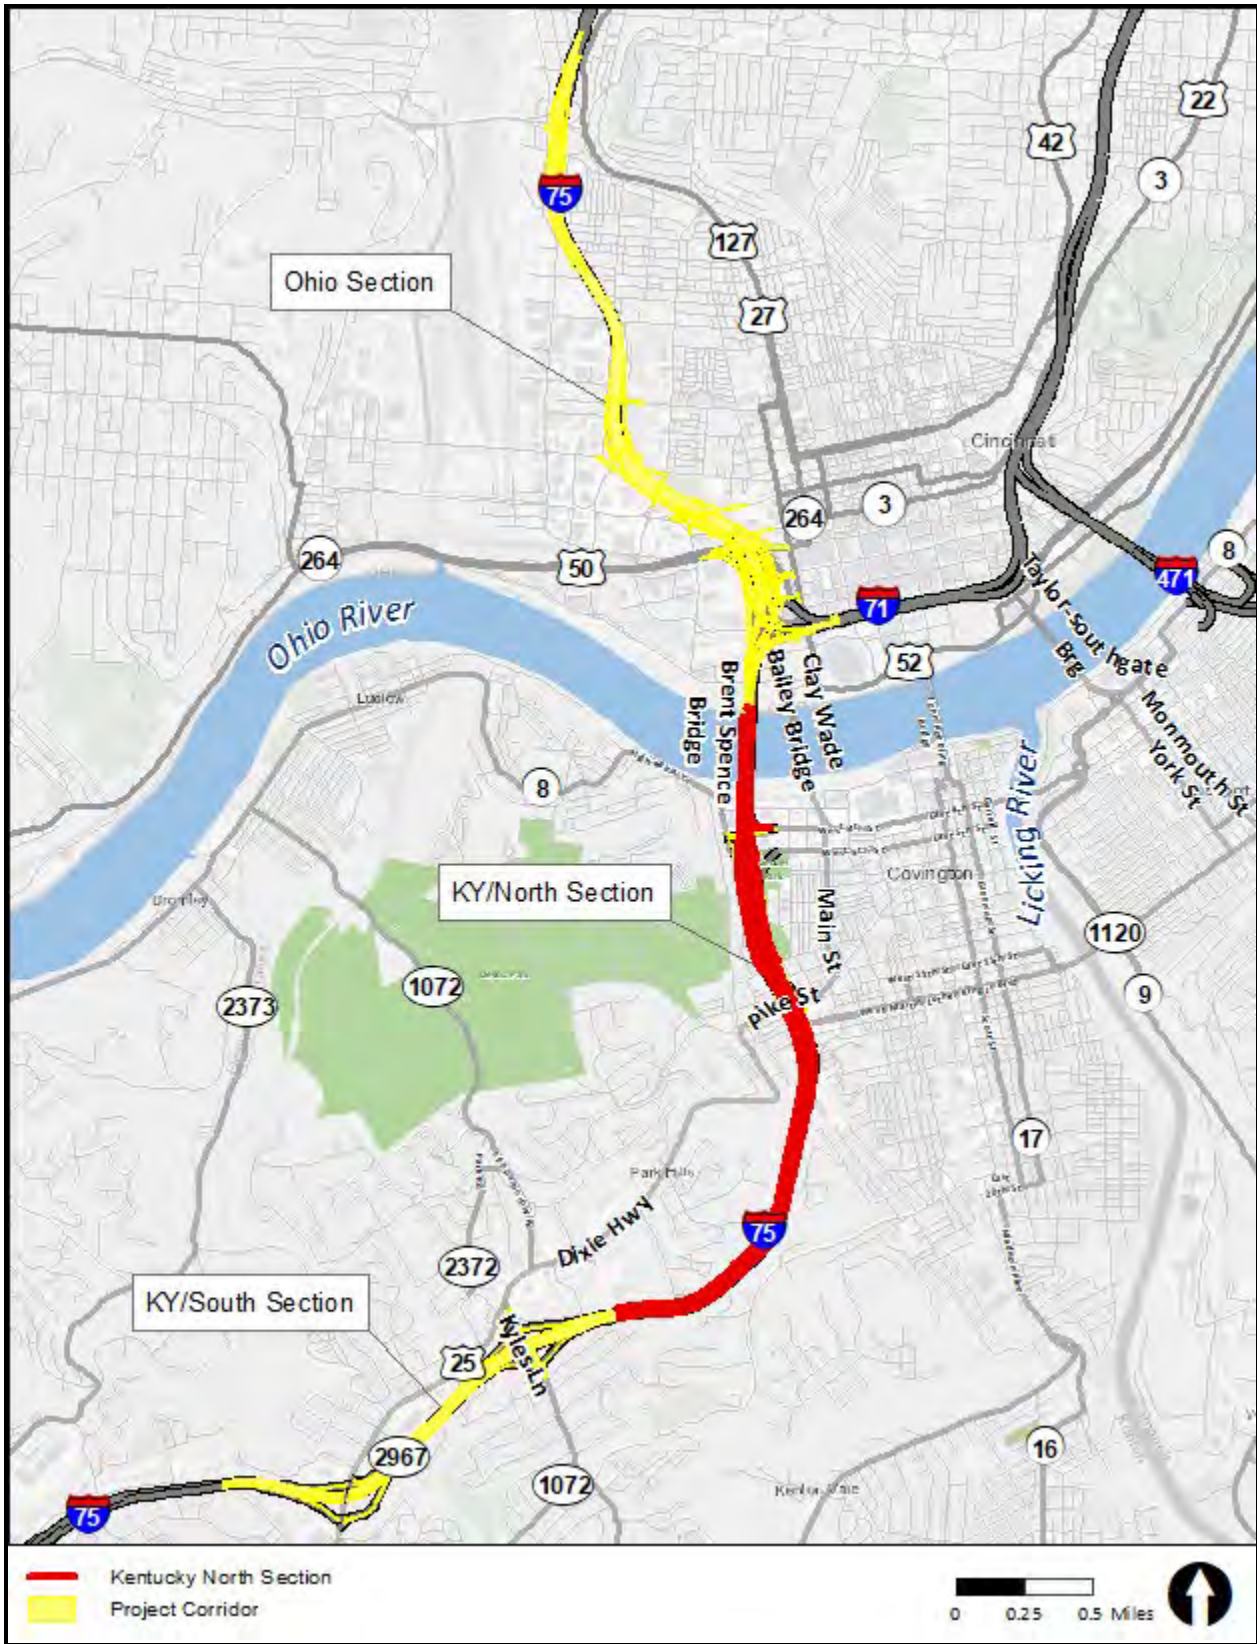 22
42
3
75
127
Ohio Section
27
264
3
8
264
50
471
71
Taylor-Southgate
Brg
Ohio River
52
Brent Spence
Bridge
Clay Wade
Bailey Bridge
Ludlow
Monmouth St
York St
8
Licking River
KY/North Section
Covington
Main St
Bromley
1120
1072
2373
9
pike St
17
Park Hills
Dixie Hwy
75
2372
KY/South Section
Kyles Ln
25
2967
16
1072
75
Kentucky North Section
Project Corridor
0 0.25 0.5 Miles